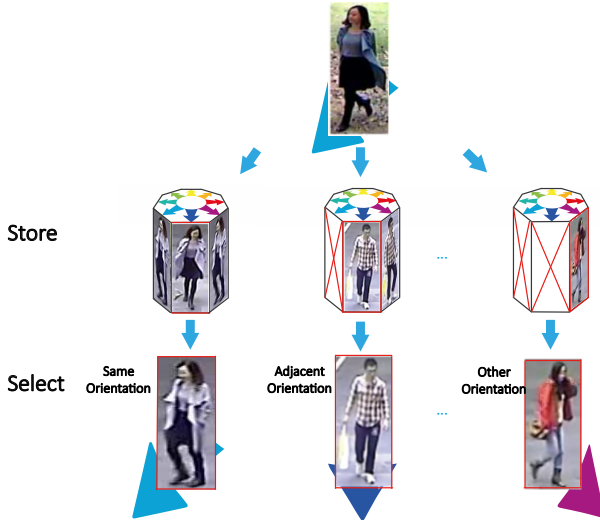 Store
...
...
Select
Same
Orientation
Adjacent
Orientation
...
Other
Orientation